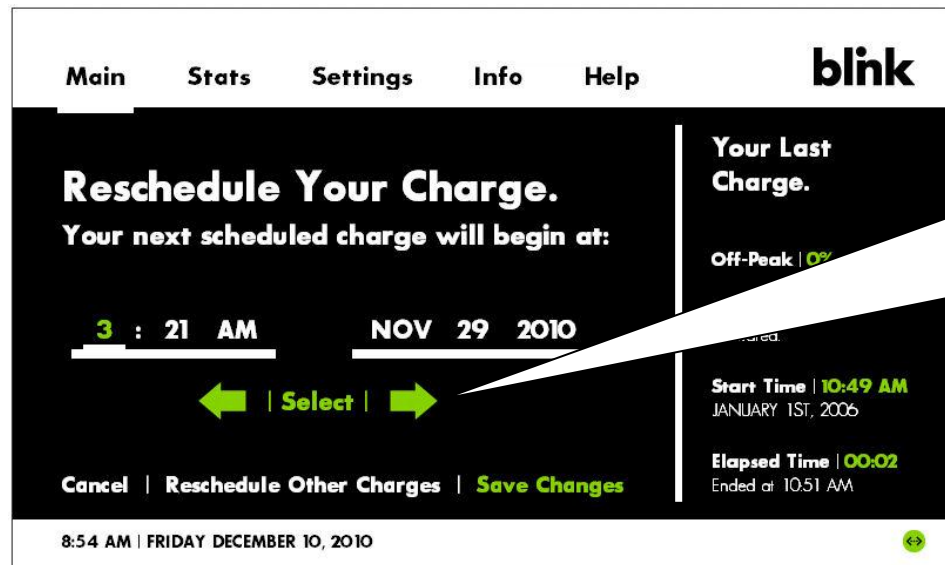 Main Stats Settings Info Help
blink
Reschedule Your Charge.
Your next scheduled charge will begin at:
3 : 21 AM NOV 29 2010
| Select |
Cancel | Reschedule Other Charges | Save Changes
Your Last
Charge.
Off-Peak | 0%
Start Time | 10:49 AM
JANUARY 1ST, 2006
Elapsed Time | 00:02
Ended at 10:51 AM
8:54 AM | FRIDAY DECEMBER 10, 2010